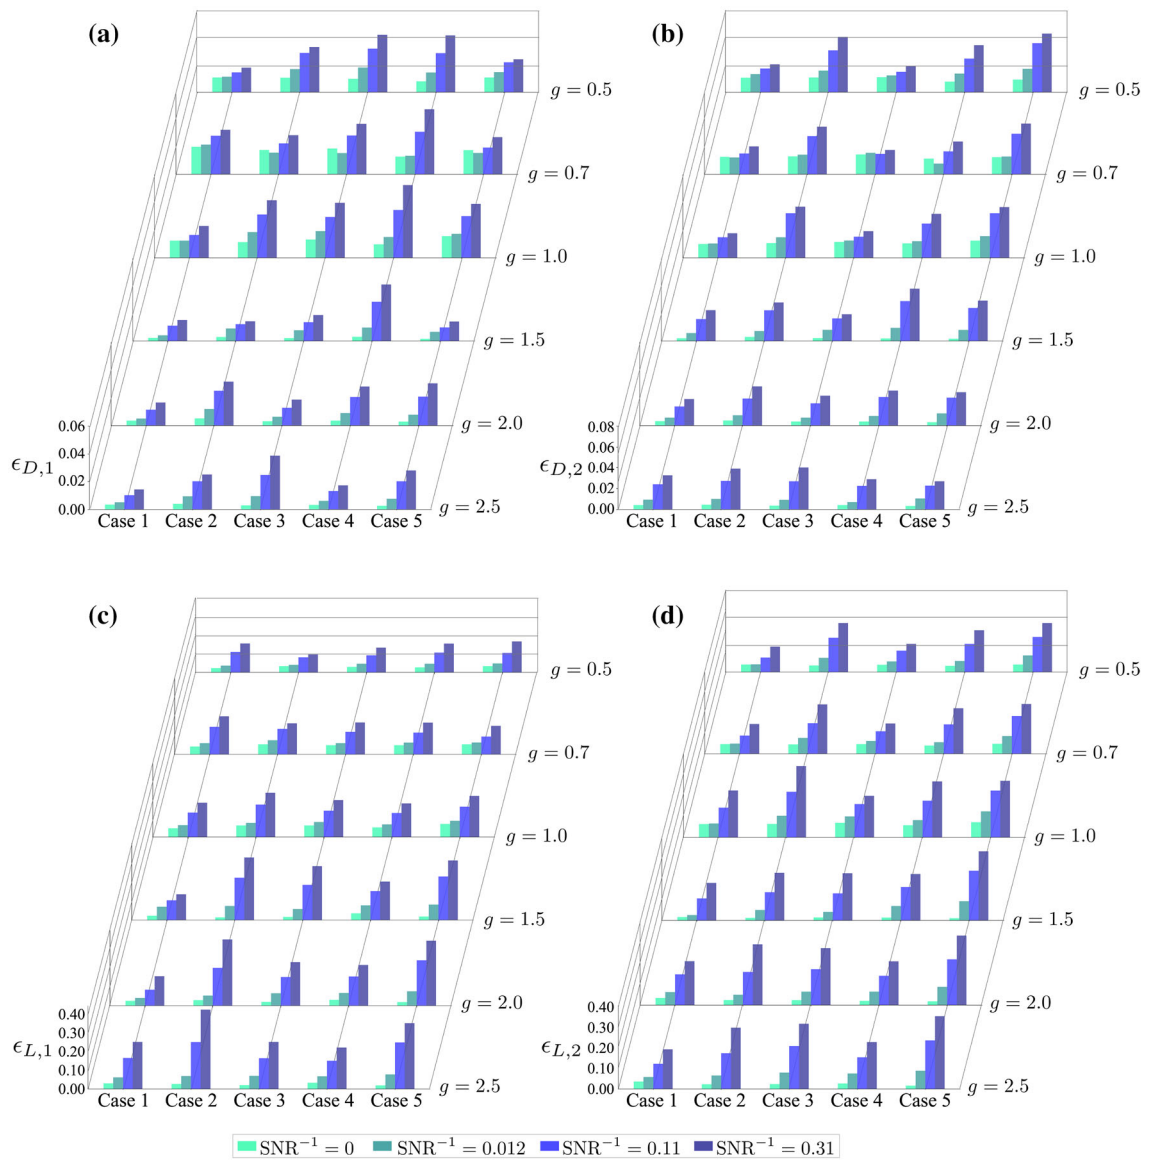 (a)
g = 0.5
g = 0.7
g = 1.0
g = 1.5
g = 2.0
g = 2.5
0.06
0.04
0.02
0.00
ϵ_{D,1}
Case 1 Case 2 Case 3 Case 4 Case 5
(b)
g = 0.5
g = 0.7
g = 1.0
g = 1.5
g = 2.0
g = 2.5
0.08
0.06
0.04
0.02
0.00
ϵ_{D,2}
Case 1 Case 2 Case 3 Case 4 Case 5
(c)
g = 0.5
g = 0.7
g = 1.0
g = 1.5
g = 2.0
g = 2.5
0.40
0.30
0.20
0.10
0.00
ϵ_{L,1}
Case 1 Case 2 Case 3 Case 4 Case 5
(d)
g = 0.5
g = 0.7
g = 1.0
g = 1.5
g = 2.0
g = 2.5
0.40
0.30
0.20
0.10
0.00
ϵ_{L,2}
Case 1 Case 2 Case 3 Case 4 Case 5
SNR⁻¹ = 0 SNR⁻¹ = 0.012 SNR⁻¹ = 0.11 SNR⁻¹ = 0.31